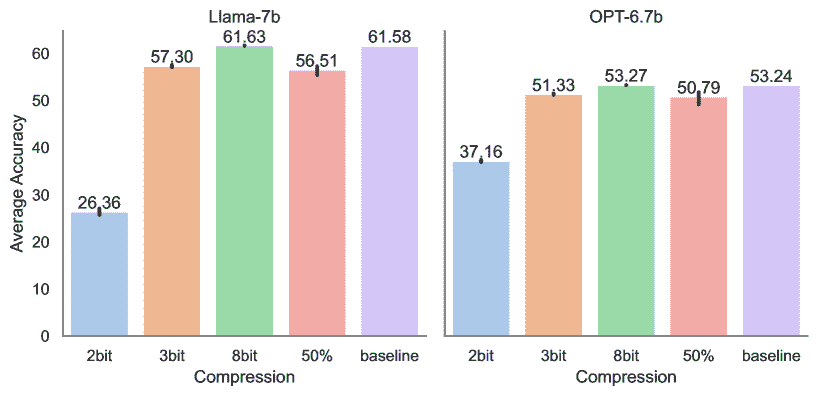 Llama-7b
Average Accuracy
60
50
40
30
20
10
0
26.36
57.30
61.63
56.51
61.58
2bit
3bit
8bit
50%
baseline
Compression
OPT-6.7b
37.16
51.33
53.27
50.79
53.24
2bit
3bit
8bit
50%
baseline
Compression